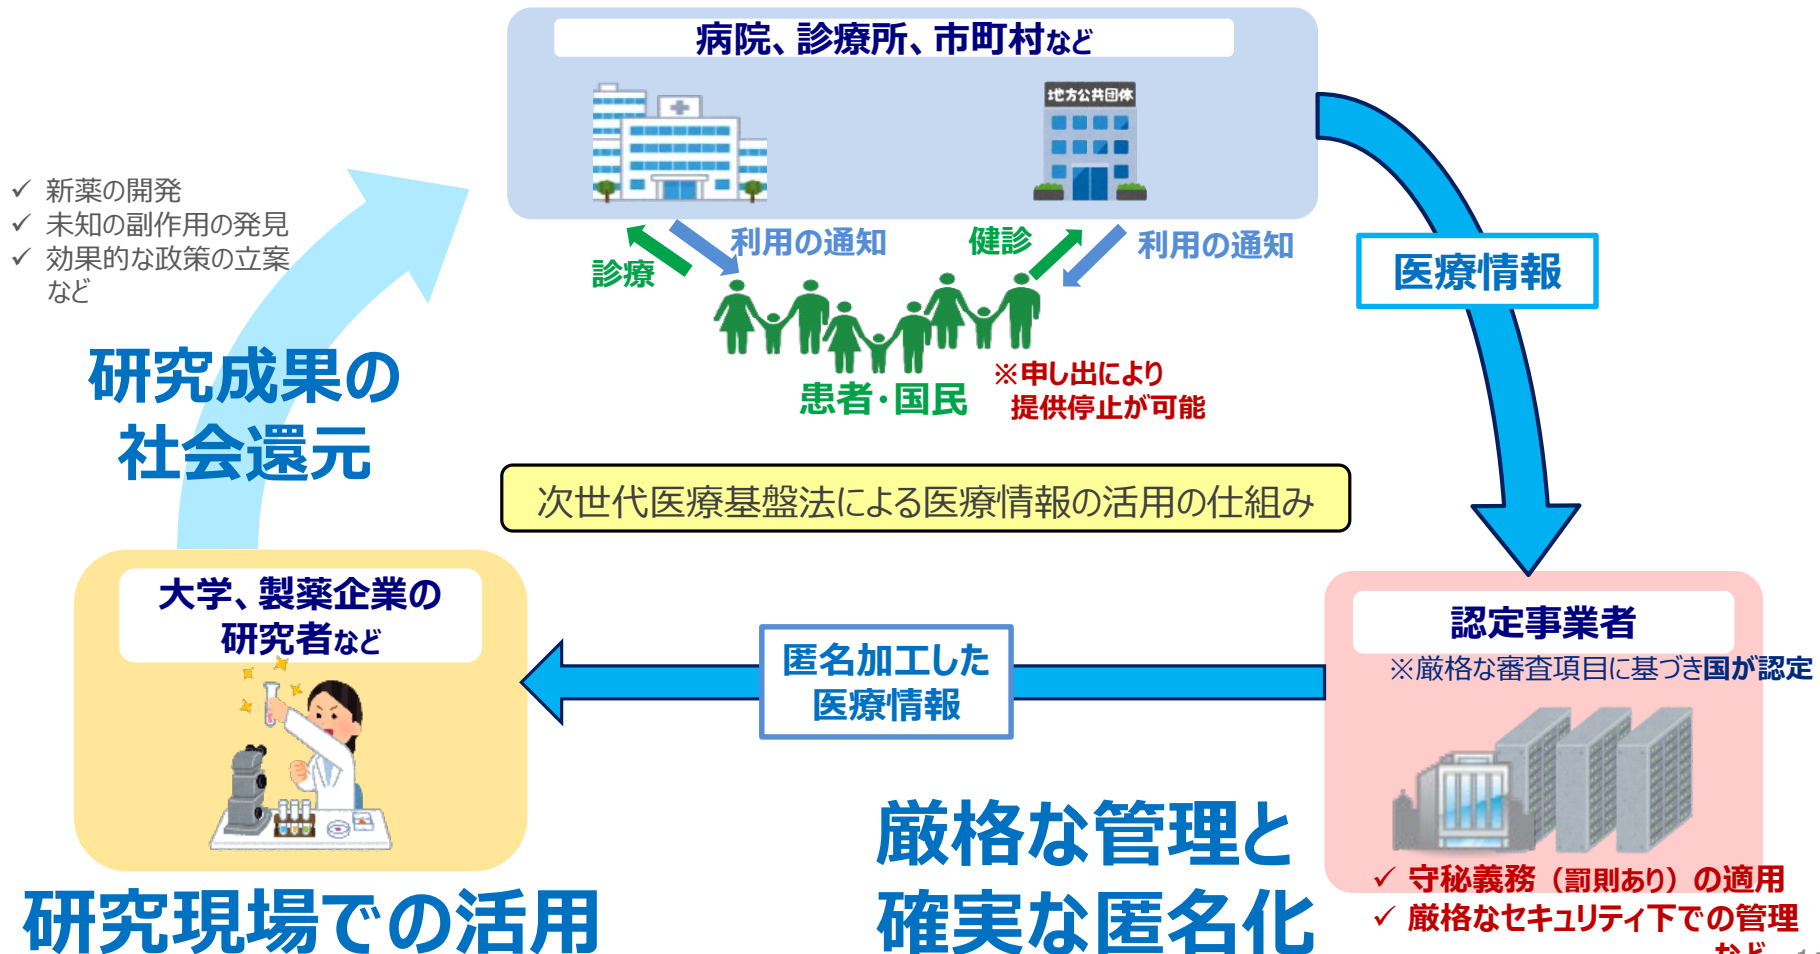 病院、診療所、市町村など
地方公共団体
✓ 新薬の開発
✓ 未知の副作用の発見
✓ 効果的な政策の立案
など
診療
利用の通知
健診
利用の通知
医療情報
患者・国民
※申し出により
提供停止が可能
研究成果の
社会還元
次世代医療基盤法による医療情報の活用の仕組み
大学、製薬企業の
研究者など
匿名加工した
医療情報
認定事業者
※厳格な審査項目に基づき国が認定
厳格な管理と
確実な匿名化
✓ 守秘義務（罰則あり）の適用
✓ 厳格なセキュリティ下での管理
など
研究現場での活用